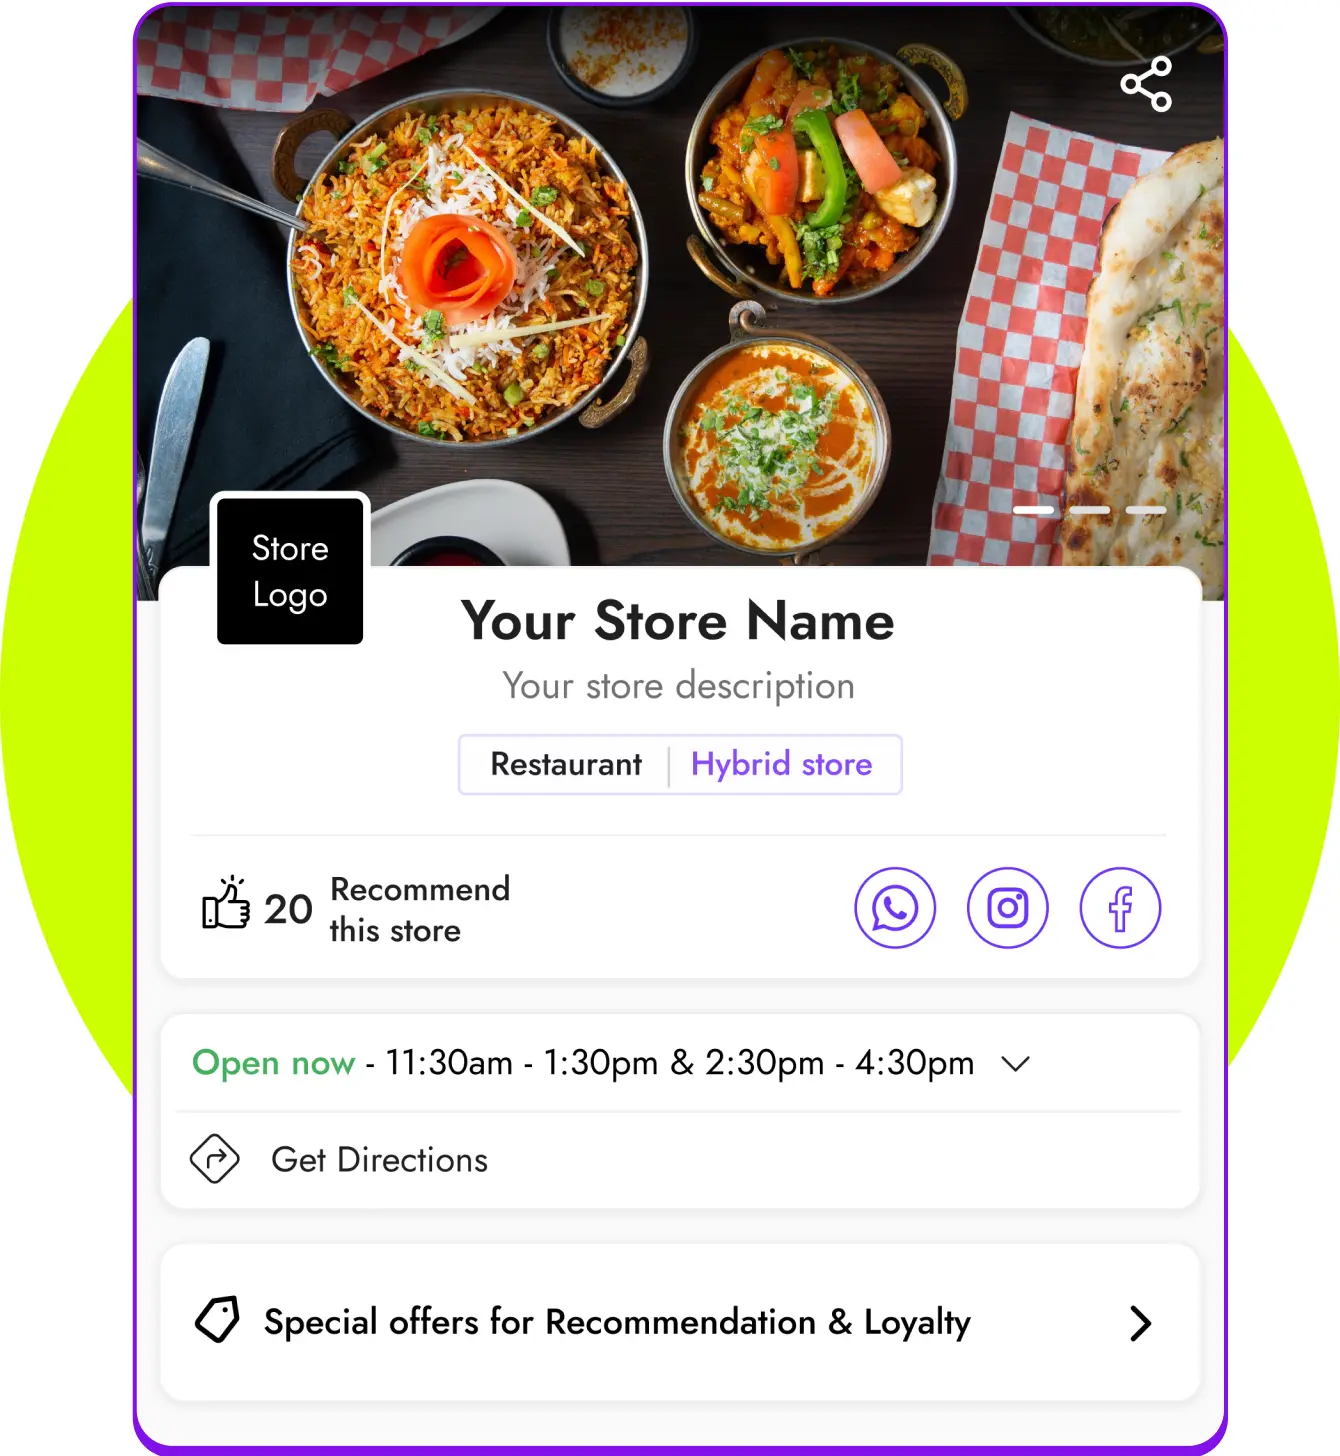 Store
Logo
Your Store Name
Your store description
Restaurant | Hybrid store
20 Recommend
this store
Open now - 11:30am - 1:30pm & 2:30pm - 4:30pm
Get Directions
Special offers for Recommendation & Loyalty